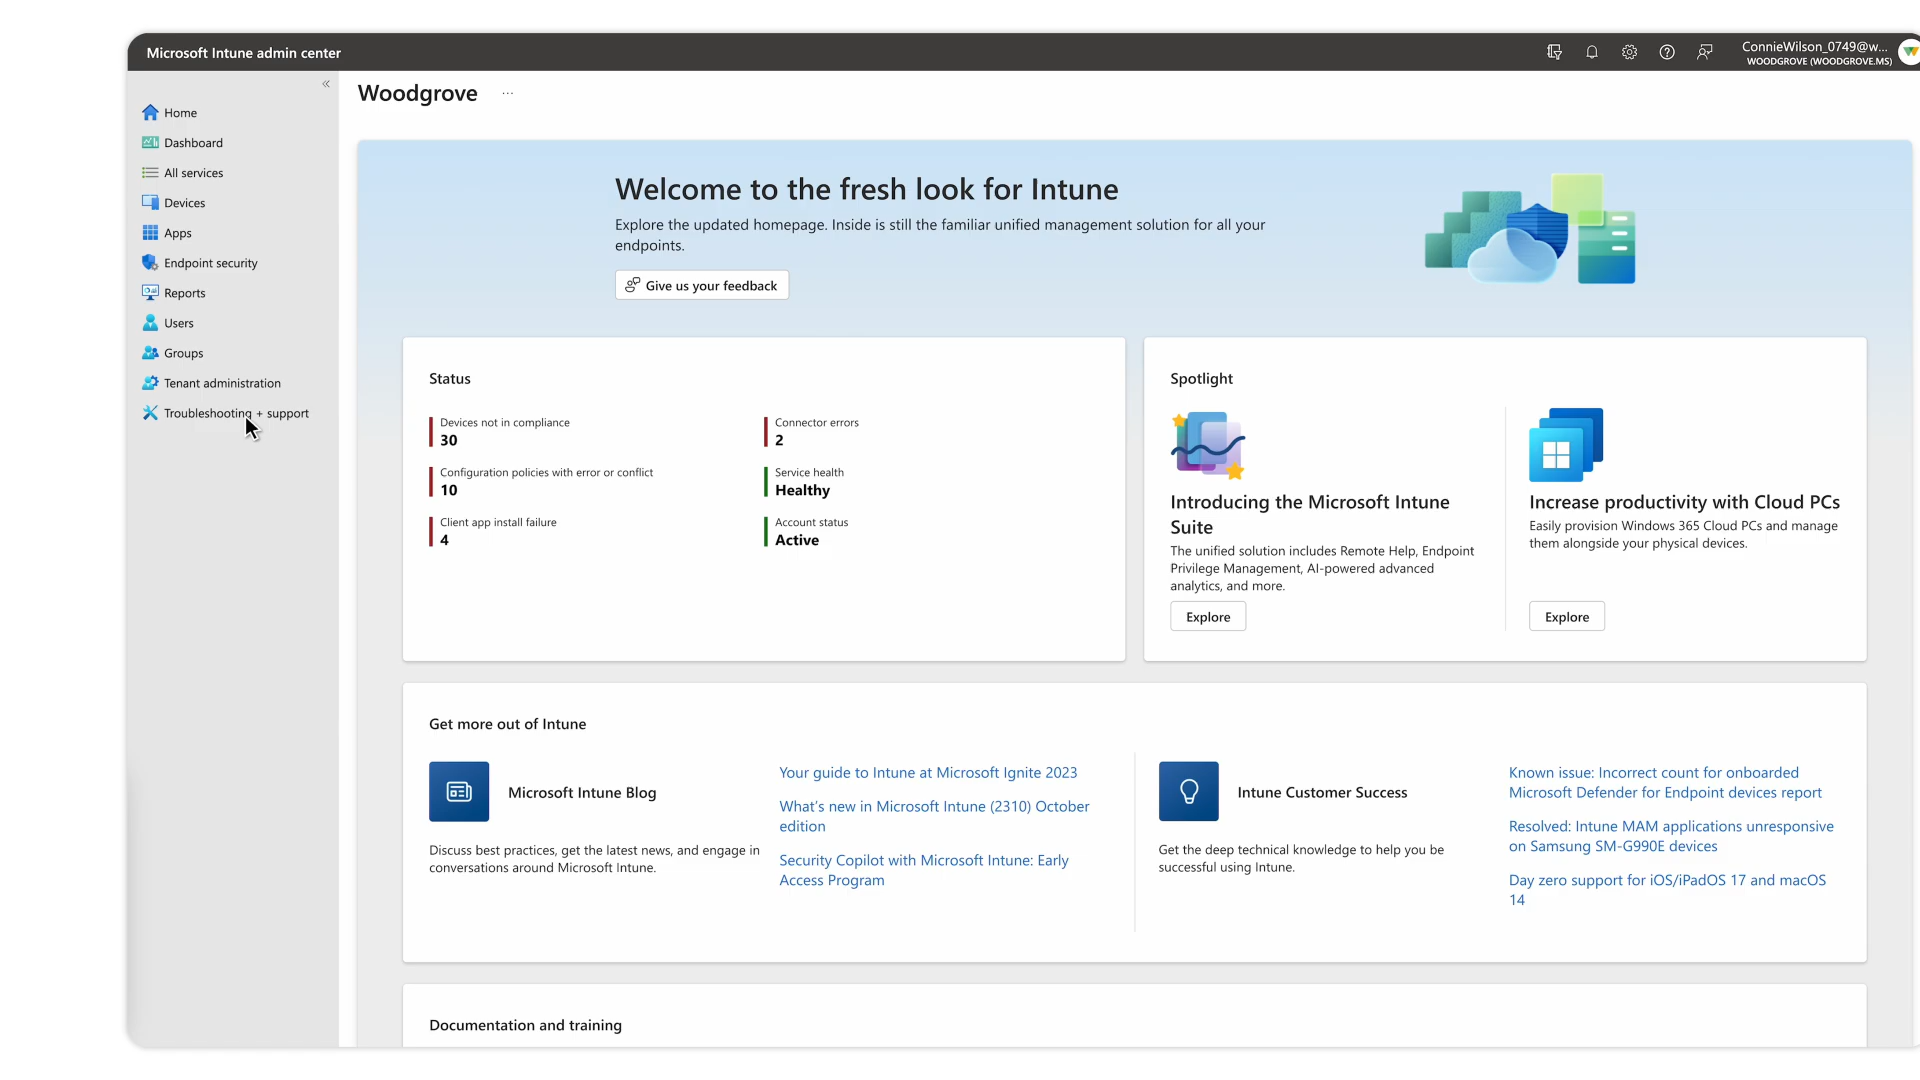 Microsoft Intune admin center
ConnieWilson_0749@w...
WOODGROVE (WOODGROVE.MS)
Home
Dashboard
All services
Devices
Apps
Endpoint security
Reports
Users
Groups
Tenant administration
Troubleshooting + support
Woodgrove ...
Welcome to the fresh look for Intune
Explore the updated homepage. Inside is still the familiar unified management solution for all your
endpoints.
Give us your feedback
Status
Devices not in compliance
30
Configuration policies with error or conflict
10
Client app install failure
4
Connector errors
2
Service health
Healthy
Account status
Active
Spotlight
Introducing the Microsoft Intune
Suite
The unified solution includes Remote Help, Endpoint
Privilege Management, AI-powered advanced
analytics, and more.
Explore
Increase productivity with Cloud PCs
Easily provision Windows 365 Cloud PCs and manage
them alongside your physical devices.
Explore
Get more out of Intune
Microsoft Intune Blog
Discuss best practices, get the latest news, and engage in
conversations around Microsoft Intune.
Your guide to Intune at Microsoft Ignite 2023
What's new in Microsoft Intune (2310) October
edition
Security Copilot with Microsoft Intune: Early
Access Program
Intune Customer Success
Get the deep technical knowledge to help you be
successful using Intune.
Known issue: Incorrect count for onboarded
Microsoft Defender for Endpoint devices report
Resolved: Intune MAM applications unresponsive
on Samsung SM-G990E devices
Day zero support for iOS/iPadOS 17 and macOS
14
Documentation and training